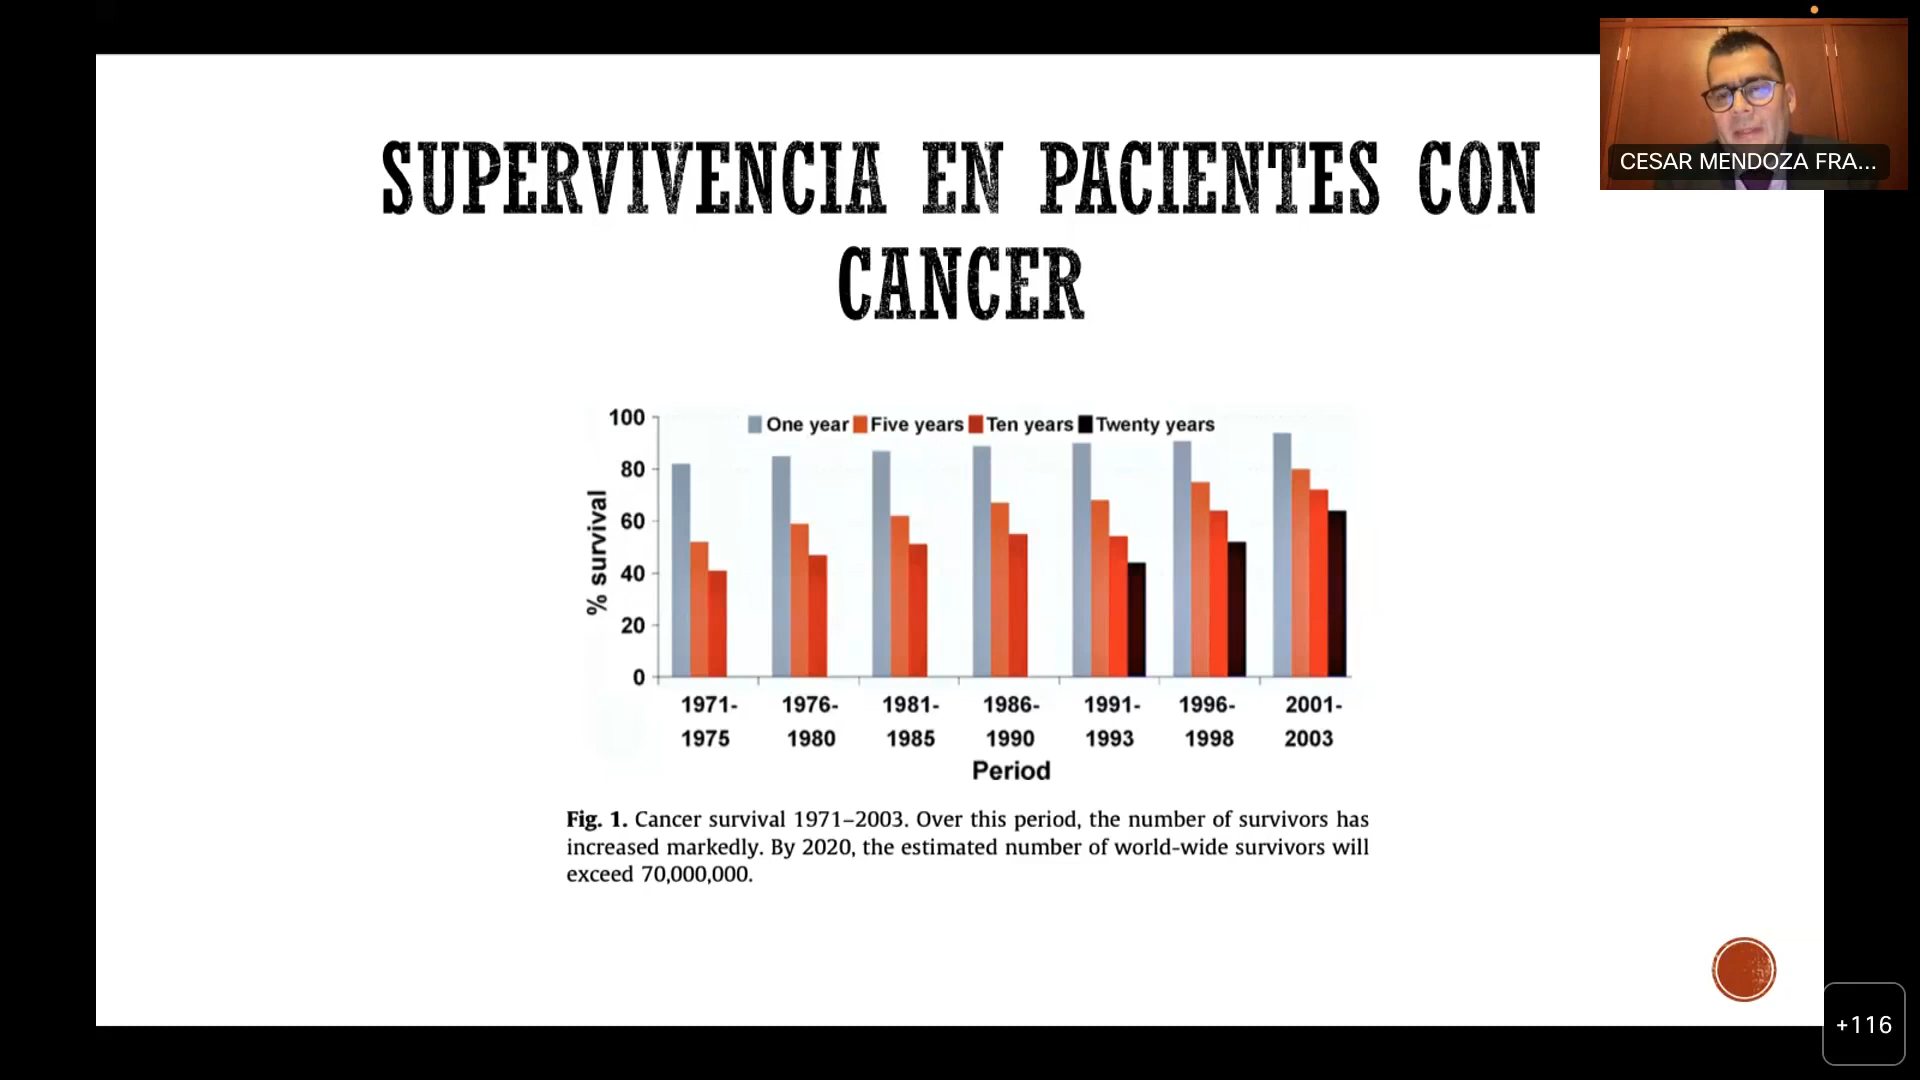 CESAR MENDOZA FRA...
SUPERVIVENCIA EN PACIENTES CON
CANCER
100
80
60
40
20
0
% survival
One year Five years Ten years Twenty years
1971- 1976- 1981- 1986- 1991- 1996- 2001-
1975 1980 1985 1990 1993 1998 2003
Period
Fig. 1. Cancer survival 1971–2003. Over this period, the number of survivors has
increased markedly. By 2020, the estimated number of world-wide survivors will
exceed 70,000,000.
+116